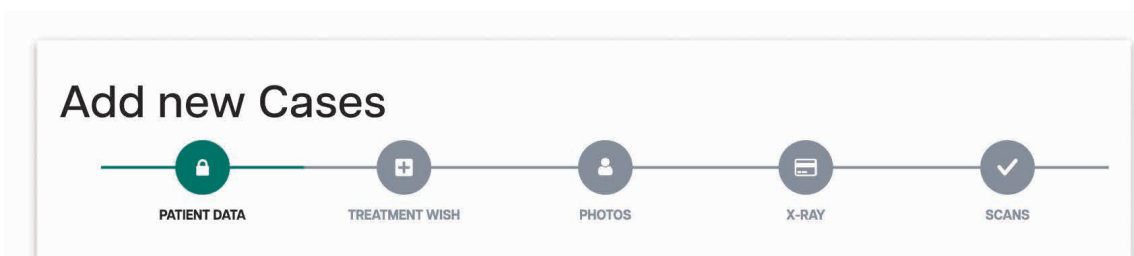 Add new Cases
PATIENT DATA TREATMENT WISH PHOTOS X-RAY SCANS